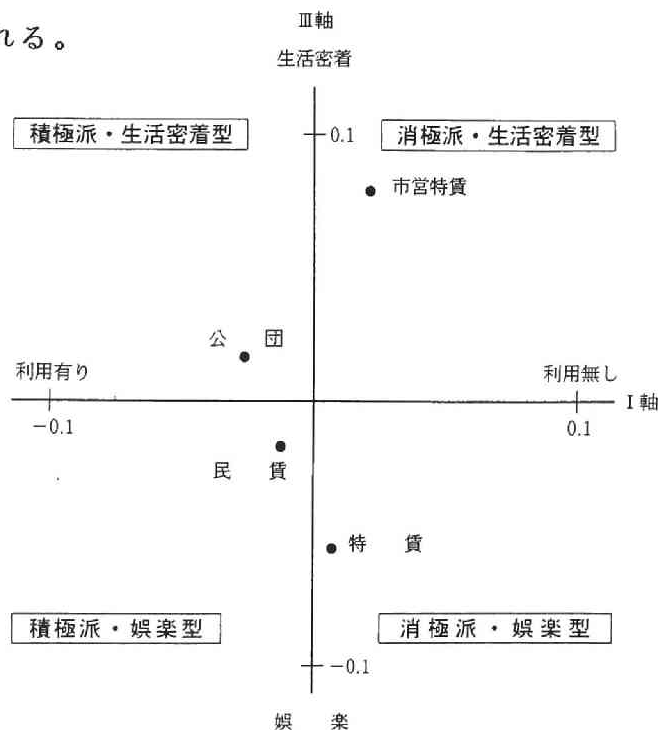 れる。
Ⅲ軸
生活密着
積極派・生活密着型
0.1
消極派・生活密着型
市営特賃
公団
利用有り
利用無し
Ⅰ軸
-0.1
0.1
民賃
特賃
積極派・娯楽型
消極派・娯楽型
-0.1
娯楽